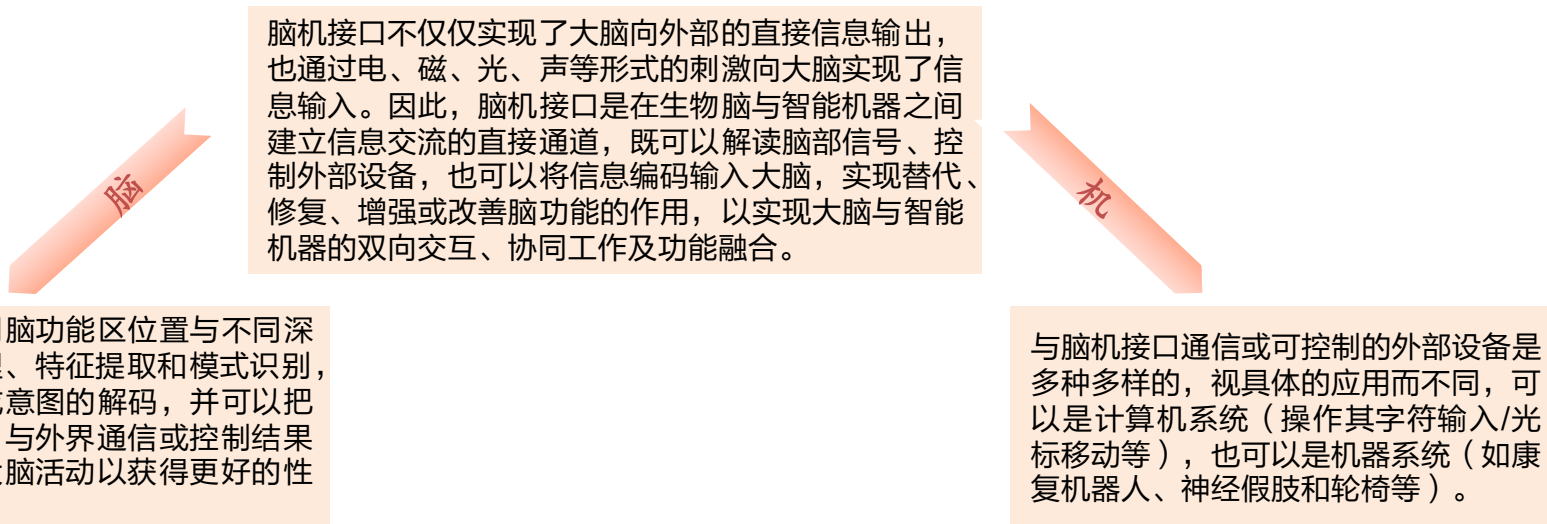 脑机接口不仅仅实现了大脑向外部的直接信息输出，
也通过电、磁、光、声等形式的刺激向大脑实现了信
息输入。因此，脑机接口是在生物脑与智能机器之间
建立信息交流的直接通道，既可以解读脑部信号、控
制外部设备，也可以将信息编码输入大脑，实现替代、
修复、增强或改善脑功能的作用，以实现大脑与智能
机器的双向交互、协同工作及功能融合。
脑
机
脑功能区位置与不同深
、特征提取和模式识别，
意图的解码，并可以把
与外界通信或控制结果
脑活动以获得更好的性
与脑机接口通信或可控制的外部设备是
多种多样的，视具体的应用而不同，可
以是计算机系统（操作其字符输入/光
标移动等），也可以是机器系统（如康
复机器人、神经假肢和轮椅等）。